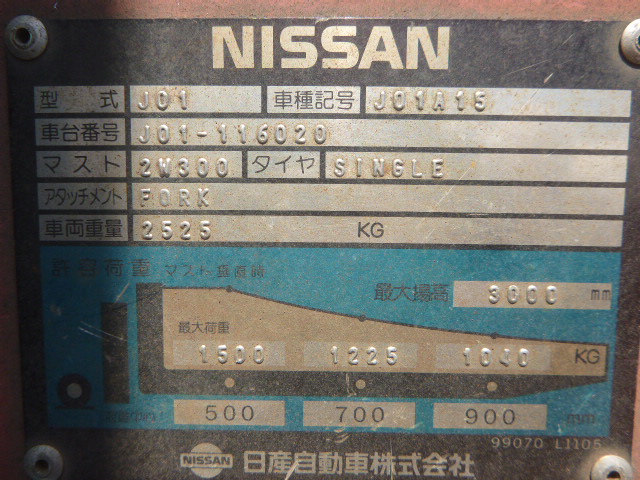 NISSAN
型式 J01 車種記号 J01A15
車台番号 J01-116020
マスト 2W300 タイヤ SINGLE
アタッチメント FORK
車両重量 2525 KG
許容荷重 マスト垂直時
最大揚高 3000 mm
最大荷重
1500 1225 1040 KG
500 700 900 mm
99070 L1105
NISSAN 日産自動車株式会社